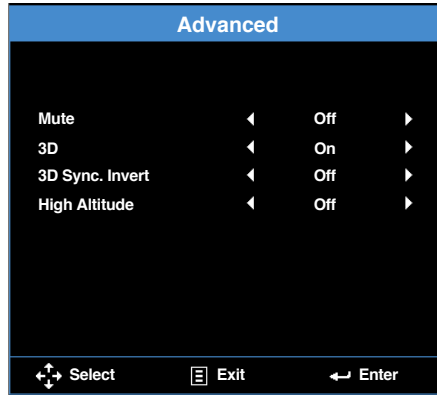 Advanced
Mute Off
3D On
3D Sync. Invert Off
High Altitude Off
Select Exit Enter